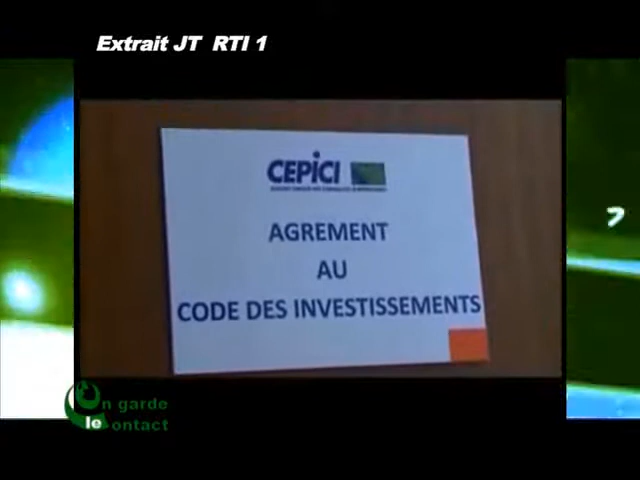 Extrait JT RTI 1
CEPICI
AGREMENT
AU
CODE DES INVESTISSEMENTS
On garde
le Contact